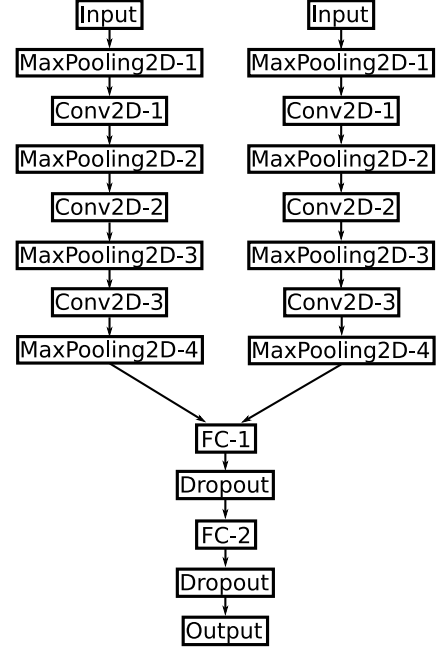 Input
MaxPooling2D-1
Conv2D-1
MaxPooling2D-2
Conv2D-2
MaxPooling2D-3
Conv2D-3
MaxPooling2D-4
Input
MaxPooling2D-1
Conv2D-1
MaxPooling2D-2
Conv2D-2
MaxPooling2D-3
Conv2D-3
MaxPooling2D-4
FC-1
Dropout
FC-2
Dropout
Output